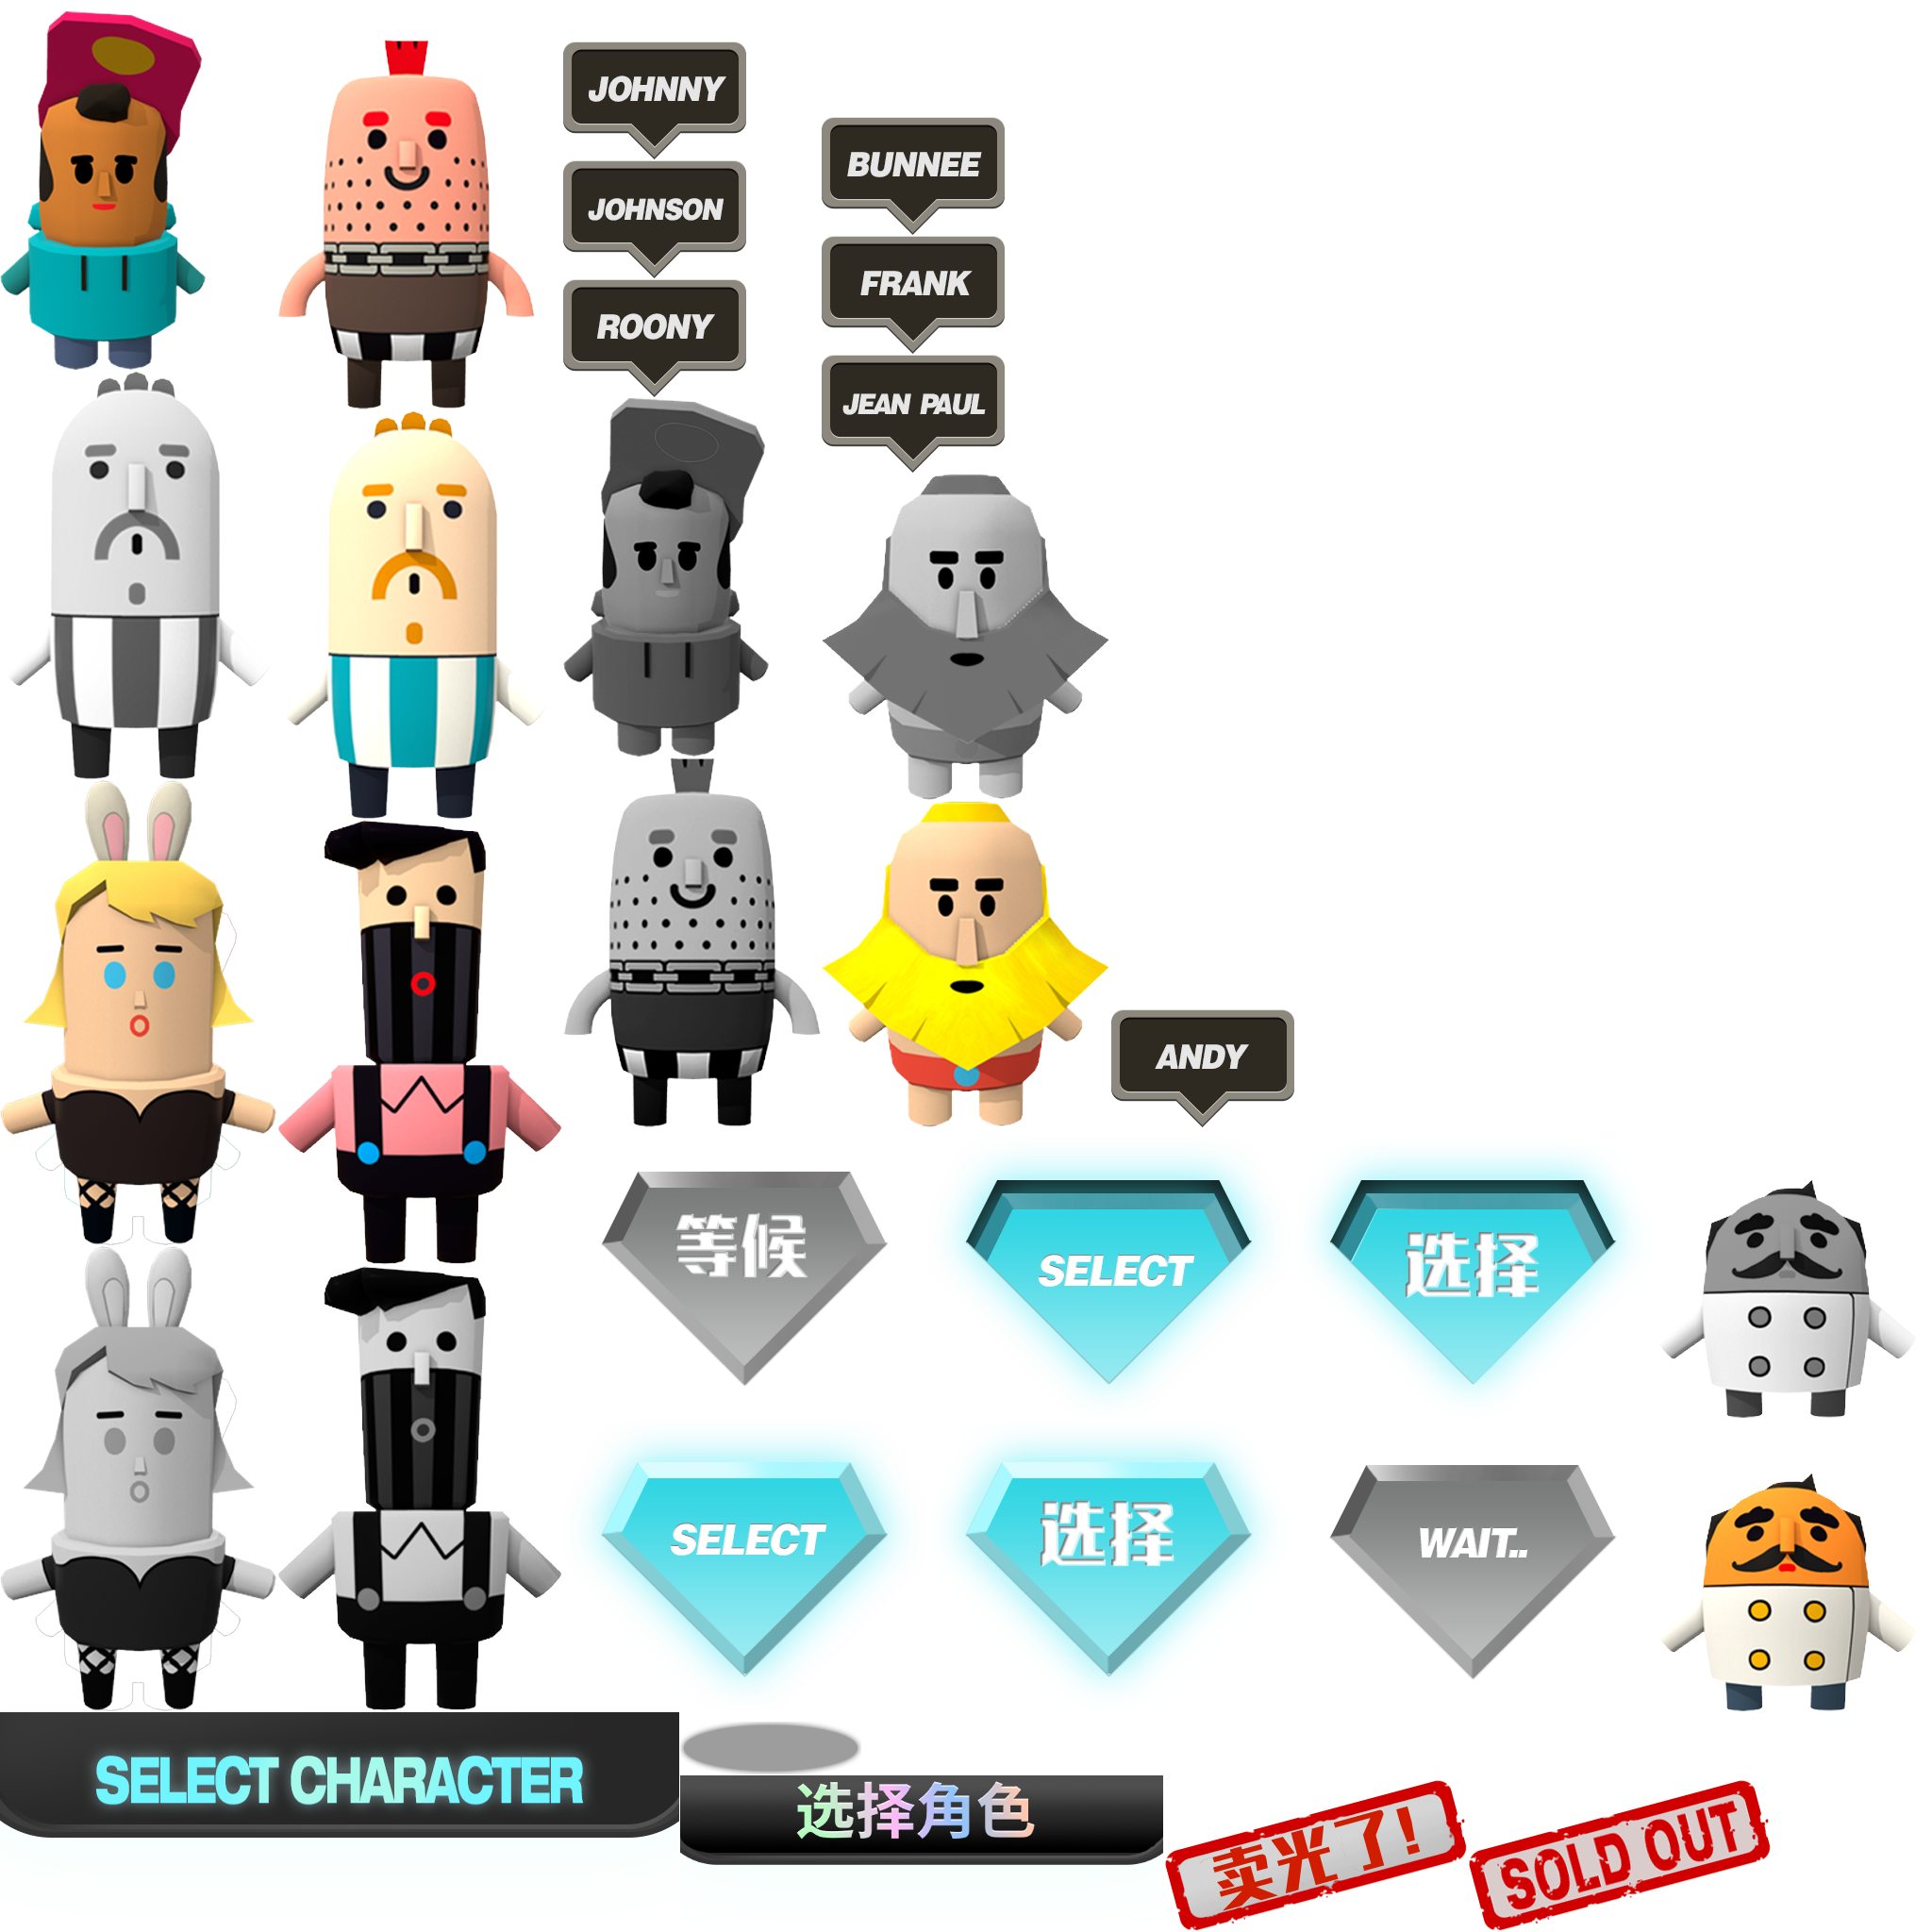 JOHNNY
BUNNEE
JOHNSON
FRANK
ROONY
JEAN PAUL
ANDY
等候
SELECT
选择
SELECT
选择
WAIT..
SELECT CHARACTER
选择角色
卖光了!
SOLD OUT